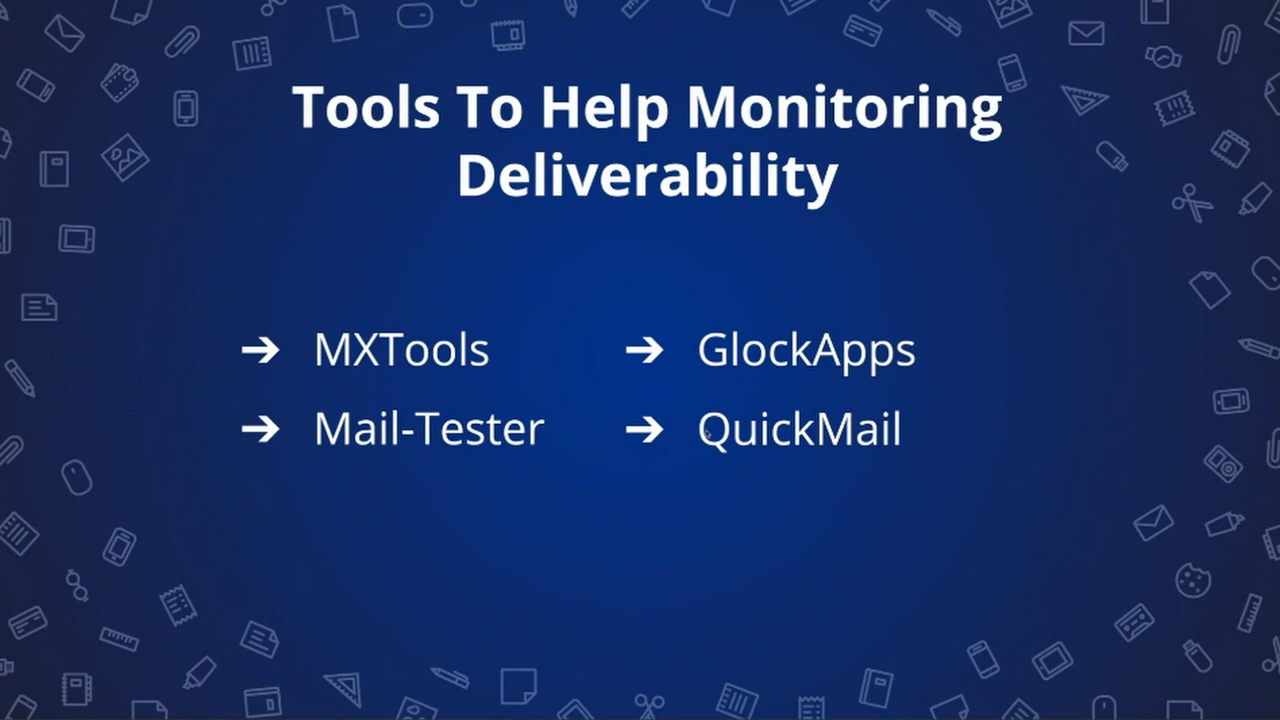 Tools To Help Monitoring
Deliverability
➔ MXTools
➔ Mail-Tester
➔ GlockApps
➔ QuickMail